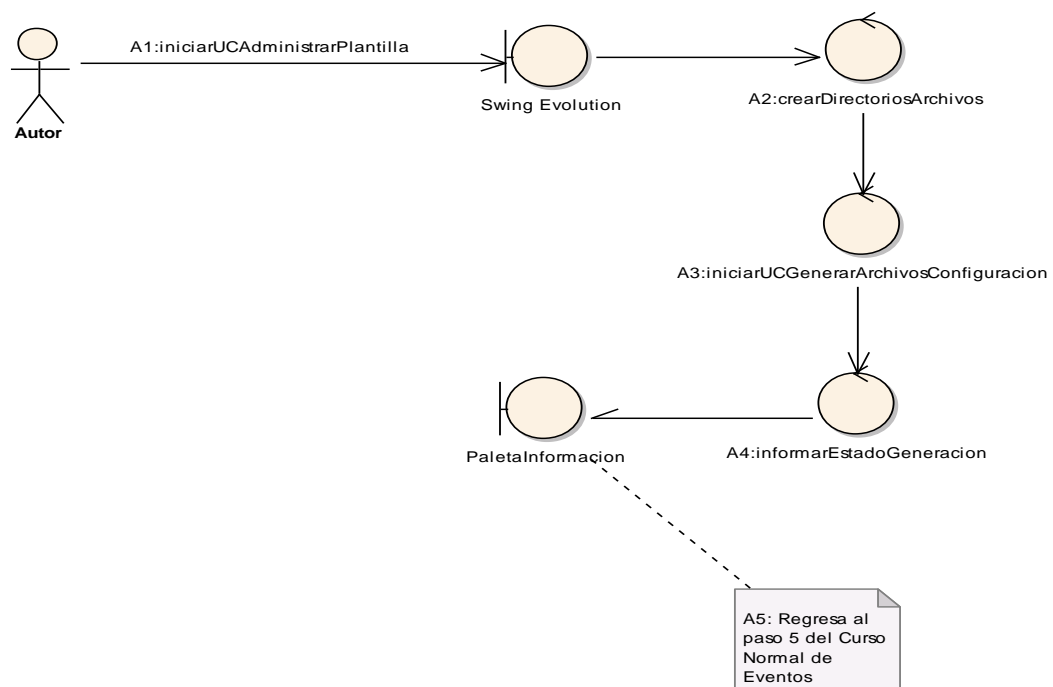 A1:iniciarUCAdministrarPlantilla
Autor
Swing Evolution
A2:crearDirectoriosArchivos
A3:iniciarUCGenerarArchivosConfiguracion
PaletaInformacion
A4:informarEstadoGeneracion
A5: Regresa al
paso 5 del Curso
Normal de
Eventos